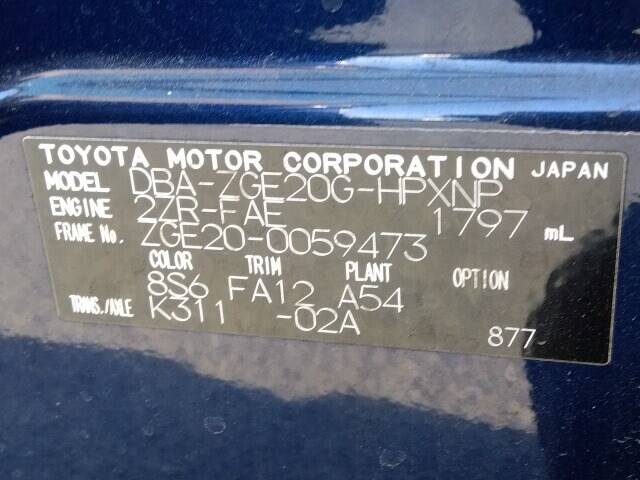 TOYOTA MOTOR CORPORATION JAPAN
MODEL DBA-ZGE20G-HPXNP
ENGINE 2ZR-FAE 1797 mL
FRAME No. ZGE20-0059473
COLOR TRIM PLANT OPTION
8S6 FA12 A54
TRANS./AXLE K311 -02A
877